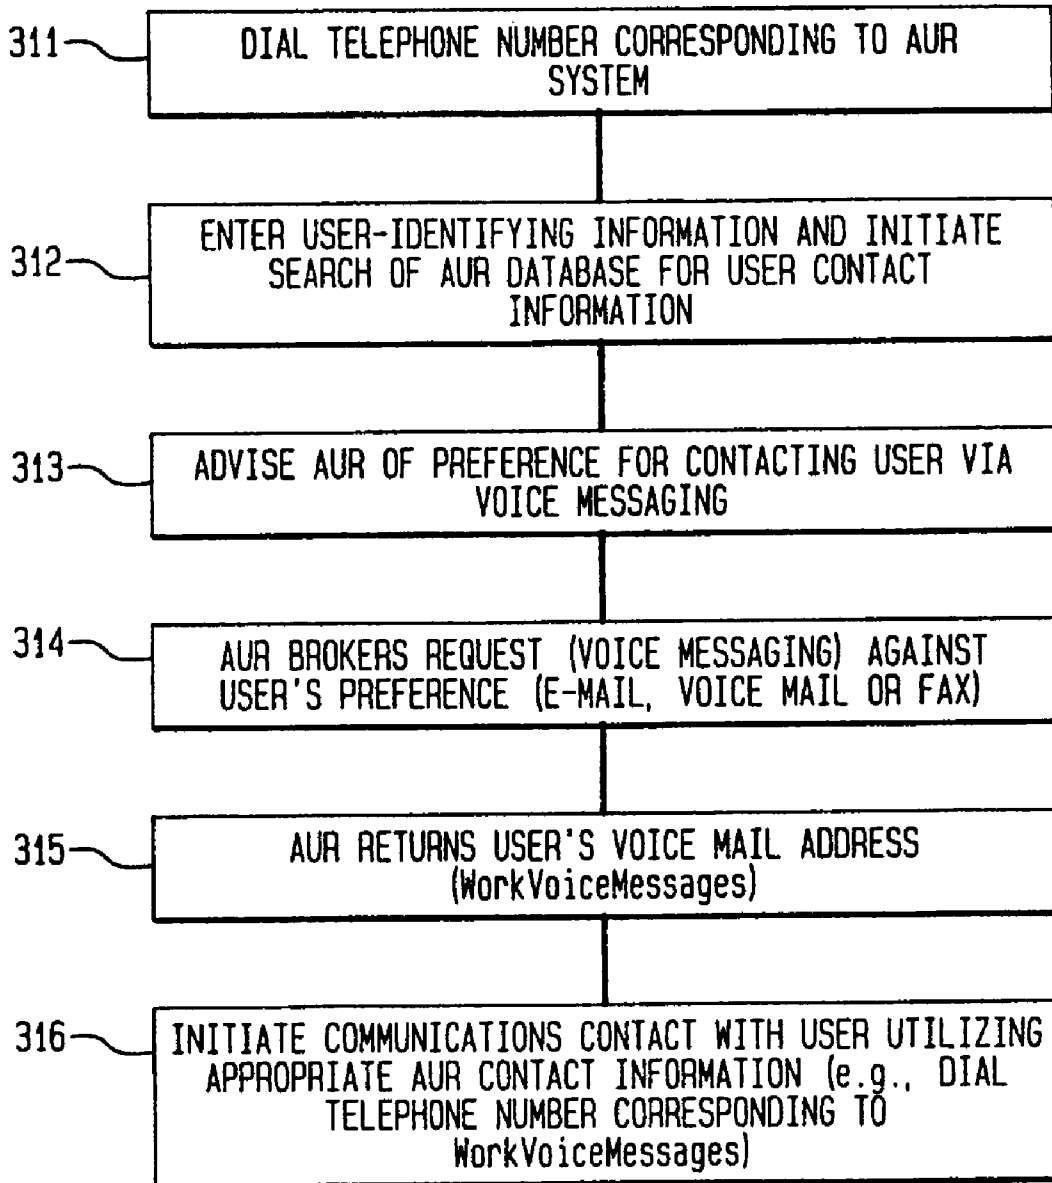 311
DIAL TELEPHONE NUMBER CORRESPONDING TO AUR
SYSTEM
312
ENTER USER-IDENTIFYING INFORMATION AND INITIATE
SEARCH OF AUR DATABASE FOR USER CONTACT
INFORMATION
313
ADVISE AUR OF PREFERENCE FOR CONTACTING USER VIA
VOICE MESSAGING
314
AUR BROKERS REQUEST (VOICE MESSAGING) AGAINST
USER'S PREFERENCE (E-MAIL, VOICE MAIL OR FAX)
315
AUR RETURNS USER'S VOICE MAIL ADDRESS
(WorkVoiceMessages)
316
INITIATE COMMUNICATIONS CONTACT WITH USER UTILIZING
APPROPRIATE AUR CONTACT INFORMATION (e.g., DIAL
TELEPHONE NUMBER CORRESPONDING TO
WorkVoiceMessages)